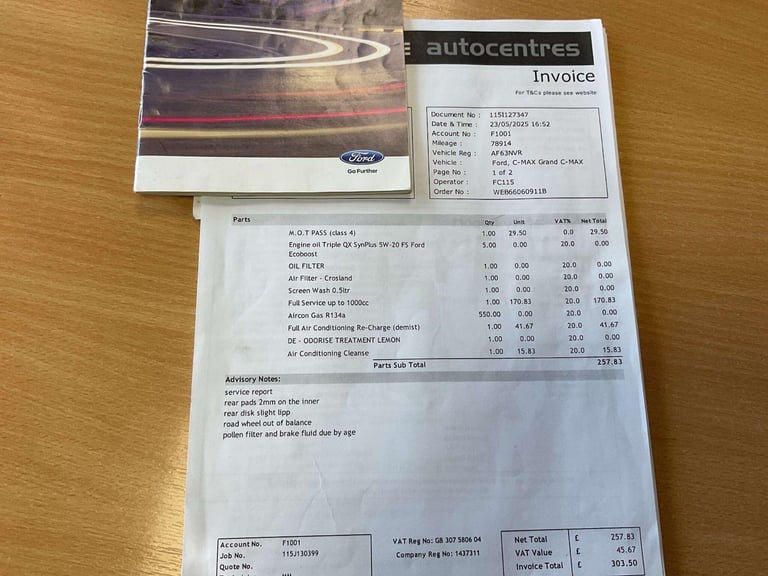 autocentres
Invoice
For T&Cs please see website
Ford
Go Further
Document No : 115I127347
Date & Time : 23/05/2025 16:52
Account No : F1001
Mileage : 78914
Vehicle Reg : AF63NVR
Vehicle : Ford, C-MAX Grand C-MAX
Page No : 1 of 2
Operator : FC115
Order No : WEB66060911B
Parts Qty Unit VAT% Net Total
M.O.T PASS (class 4) 1.00 29.50 0.0 29.50
Engine oil Triple QX SynPlus 5W-20 FS Ford 5.00 0.00 20.0 0.00
Ecoboost
OIL FILTER 1.00 0.00 20.0 0.00
Air Filter - Crosland 1.00 0.00 20.0 0.00
Screen Wash 0.5ltr 1.00 0.00 20.0 0.00
Full Service up to 1000cc 1.00 170.83 20.0 170.83
Aircon Gas R134a 550.00 0.00 20.0 0.00
Full Air Conditioning Re-Charge (demist) 1.00 41.67 20.0 41.67
DE - ODORISE TREATMENT LEMON 1.00 0.00 20.0 0.00
Air Conditioning Cleanse 1.00 15.83 20.0 15.83
Parts Sub Total 257.83
Advisory Notes:
service report
rear pads 2mm on the inner
rear disk slight lipp
road wheel out of balance
pollen filter and brake fluid due by age
Account No. F1001
Job No. 115J130399
Quote No.
VAT Reg No: GB 307 5806 04
Company Reg No: 1437311
Net Total £ 257.83
VAT Value £ 45.67
Invoice Total £ 303.50